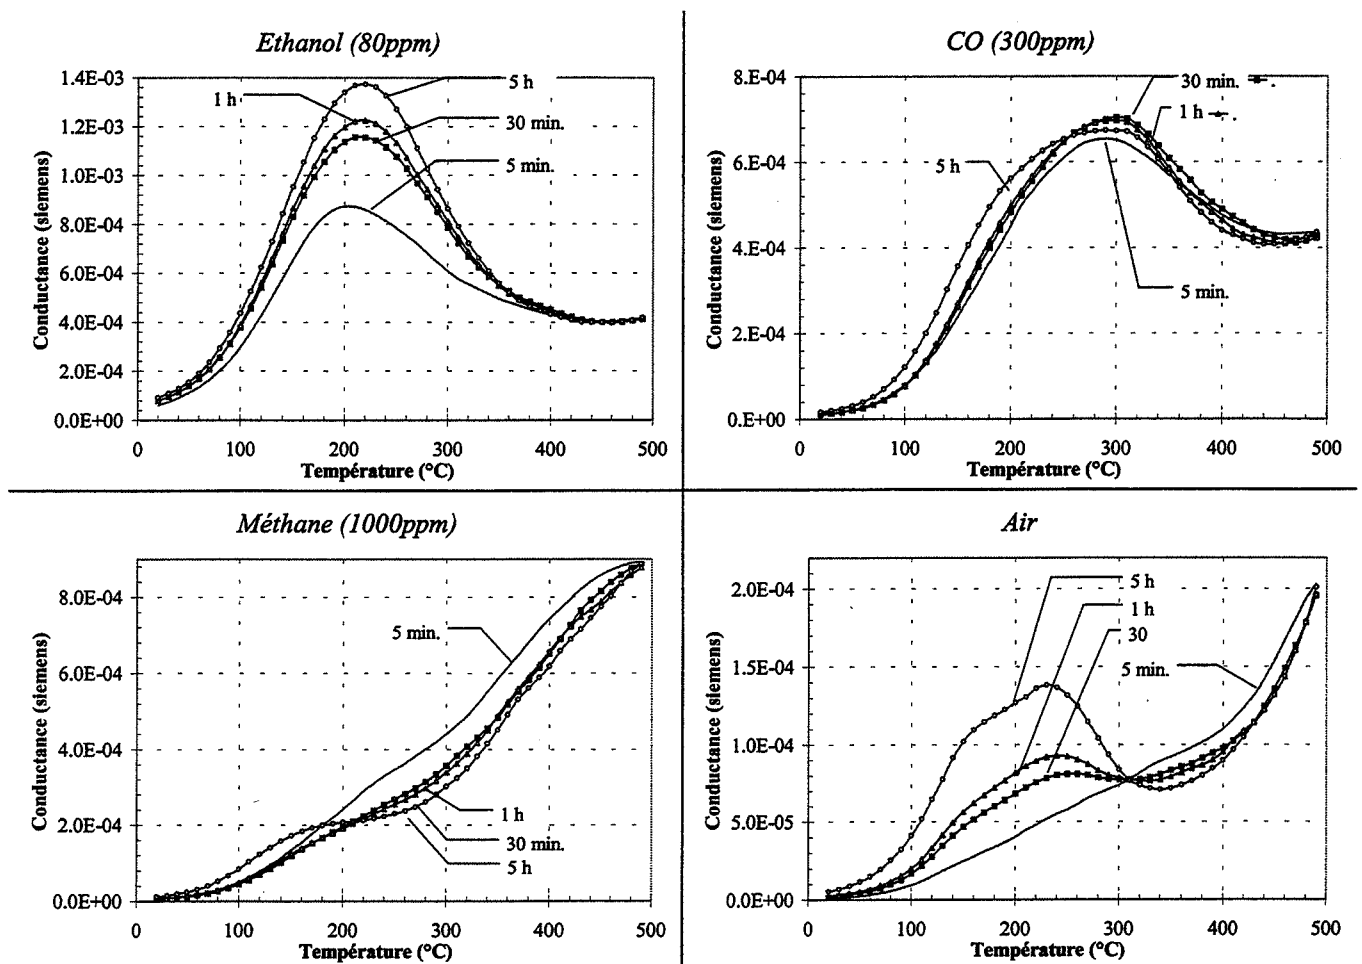 Ethanol (80ppm)
1.4E-03
1.2E-03
1.0E-03
8.0E-04
6.0E-04
4.0E-04
2.0E-04
0.0E+00
Conductance (siemens)
5 h
1 h
30 min.
5 min.
0 100 200 300 400 500
Température (°C)
CO (300ppm)
8.E-04
6.E-04
4.E-04
2.E-04
0.E+00
Conductance (siemens)
30 min.
1 h
5 h
5 min.
0 100 200 300 400 500
Température (°C)
Méthane (1000ppm)
8.0E-04
6.0E-04
4.0E-04
2.0E-04
0.0E+00
Conductance (siemens)
5 min.
1 h
30 min.
5 h
0 100 200 300 400 500
Température (°C)
Air
2.0E-04
1.5E-04
1.0E-04
5.0E-05
0.0E+00
Conductance (siemens)
5 h
1 h
30
5 min.
0 100 200 300 400 500
Température (°C)